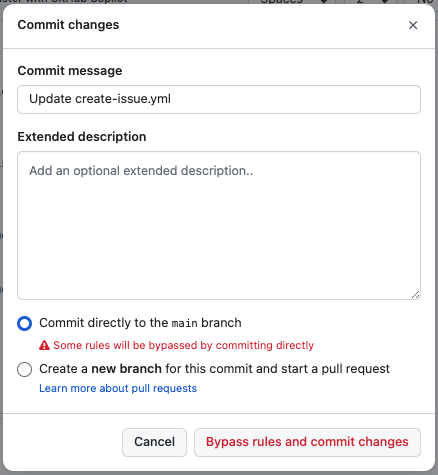 Commit changes
Commit message
Update create-issue.yml
Extended description
Add an optional extended description..
Commit directly to the main branch
Some rules will be bypassed by committing directly
Create a new branch for this commit and start a pull request
Learn more about pull requests
Cancel
Bypass rules and commit changes